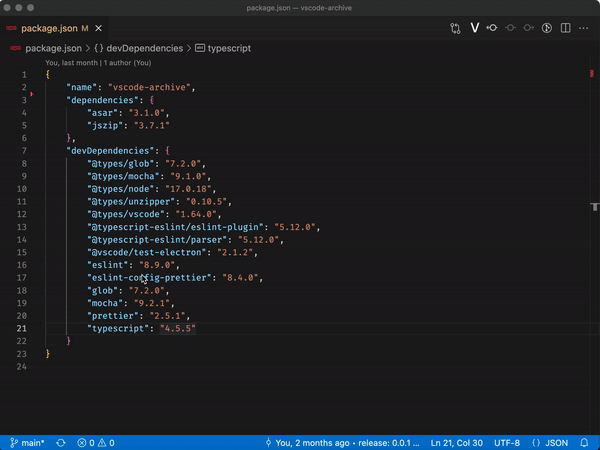 package.json — vscode-archive
package.json M
package.json > {} devDependencies > typescript
You, last month | 1 author (You)
1 {
2 "name": "vscode-archive",
3 "dependencies": {
4 "asar": "3.1.0",
5 "jszip": "3.7.1"
6 },
7 "devDependencies": {
8 "@types/glob": "7.2.0",
9 "@types/mocha": "9.1.0",
10 "@types/node": "17.0.18",
11 "@types/unzipper": "0.10.5",
12 "@types/vscode": "1.64.0",
13 "@typescript-eslint/eslint-plugin": "5.12.0",
14 "@typescript-eslint/parser": "5.12.0",
15 "@vscode/test-electron": "2.1.2",
16 "eslint": "8.9.0",
17 "eslint-config-prettier": "8.4.0",
18 "glob": "7.2.0",
19 "mocha": "9.2.1",
20 "prettier": "2.5.1",
21 "typescript": "4.5.5"
22 }
23 }
24
main* 0 0 You, 2 months ago • release: 0.0.1 ... Ln 21, Col 30 UTF-8 {} JSON